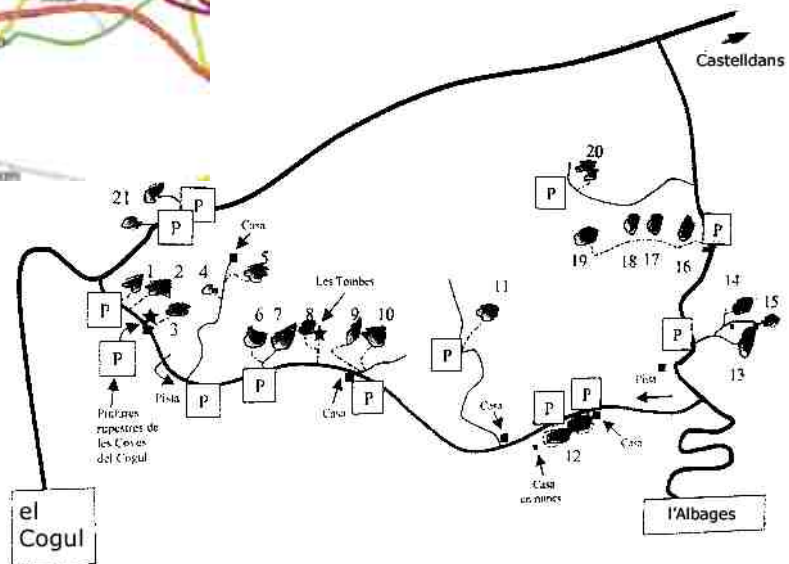 Castelldans
20
P
21
P
P
Casa
19
18
17
16
P
1
2
4
5
Les Tombes
14
15
11
P
3
6
7
8
9
10
P
P
13
P
Pista
Pista
P
P
Casa
P
Casa
P
P
Casa
12
Casa
en runes
Pintures
rupestres de
les Coves
del Cogul
el
Cogul
l'Albages